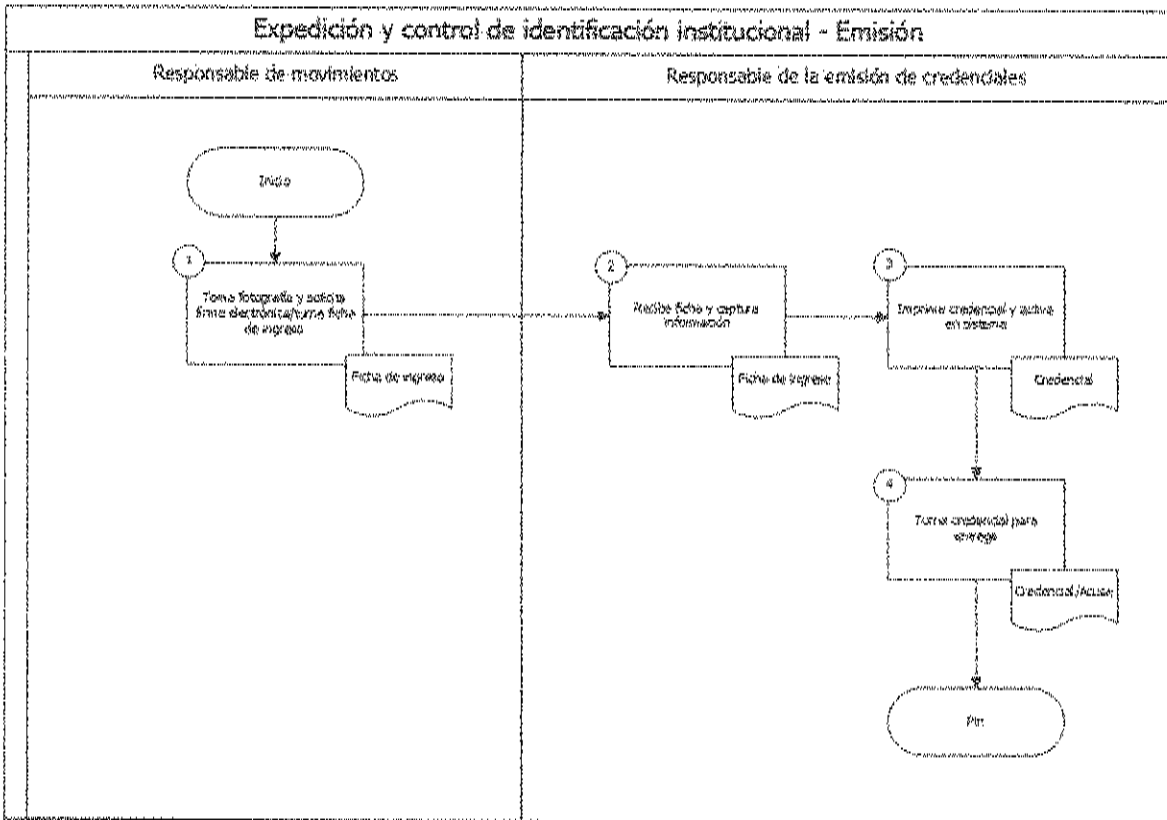 Expedición y control de identificación institucional - Emisión
Responsable de movimientos
Responsable de la emisión de credenciales
Inicio
1
Toma fotografía y solicita
firma electrónica/turna ficha
de ingreso
Ficha de ingreso
2
Recibe ficha y captura
información
Ficha de ingreso
3
Imprime credencial y activa
en sistema
Credencial
4
Turna credencial para
entrega
Credencial/Acuse
Fin